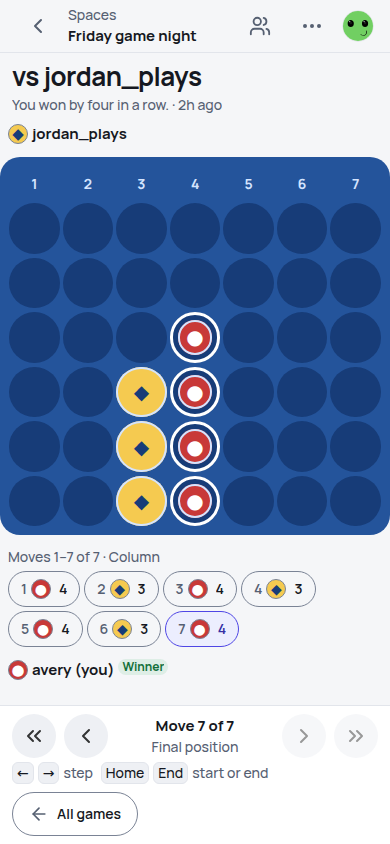 Spaces
Friday game night
vs jordan_plays
You won by four in a row. · 2h ago
jordan_plays
1 2 3 4 5 6 7
Moves 1–7 of 7 · Column
1 4 2 3 3 4 4 3
5 4 6 3 7 4
avery (you) Winner
Move 7 of 7
Final position
← → step Home End start or end
← All games